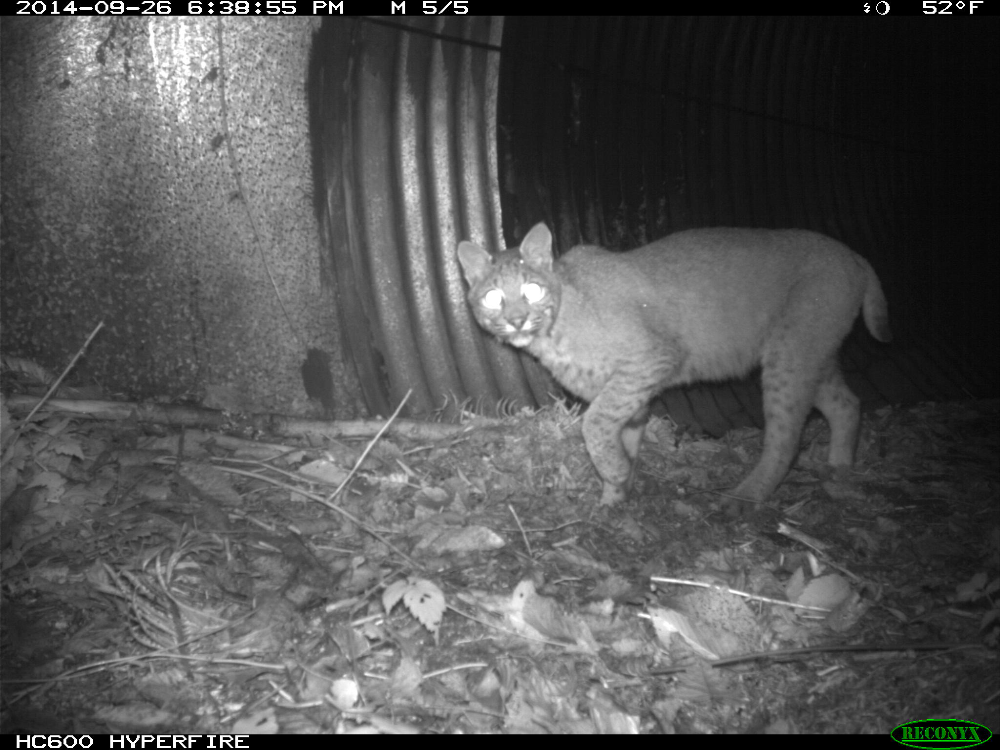 2014-09-26 6:38:55 PM M 5/5 52°F
HC600 HYPERFIRE
RECONYX